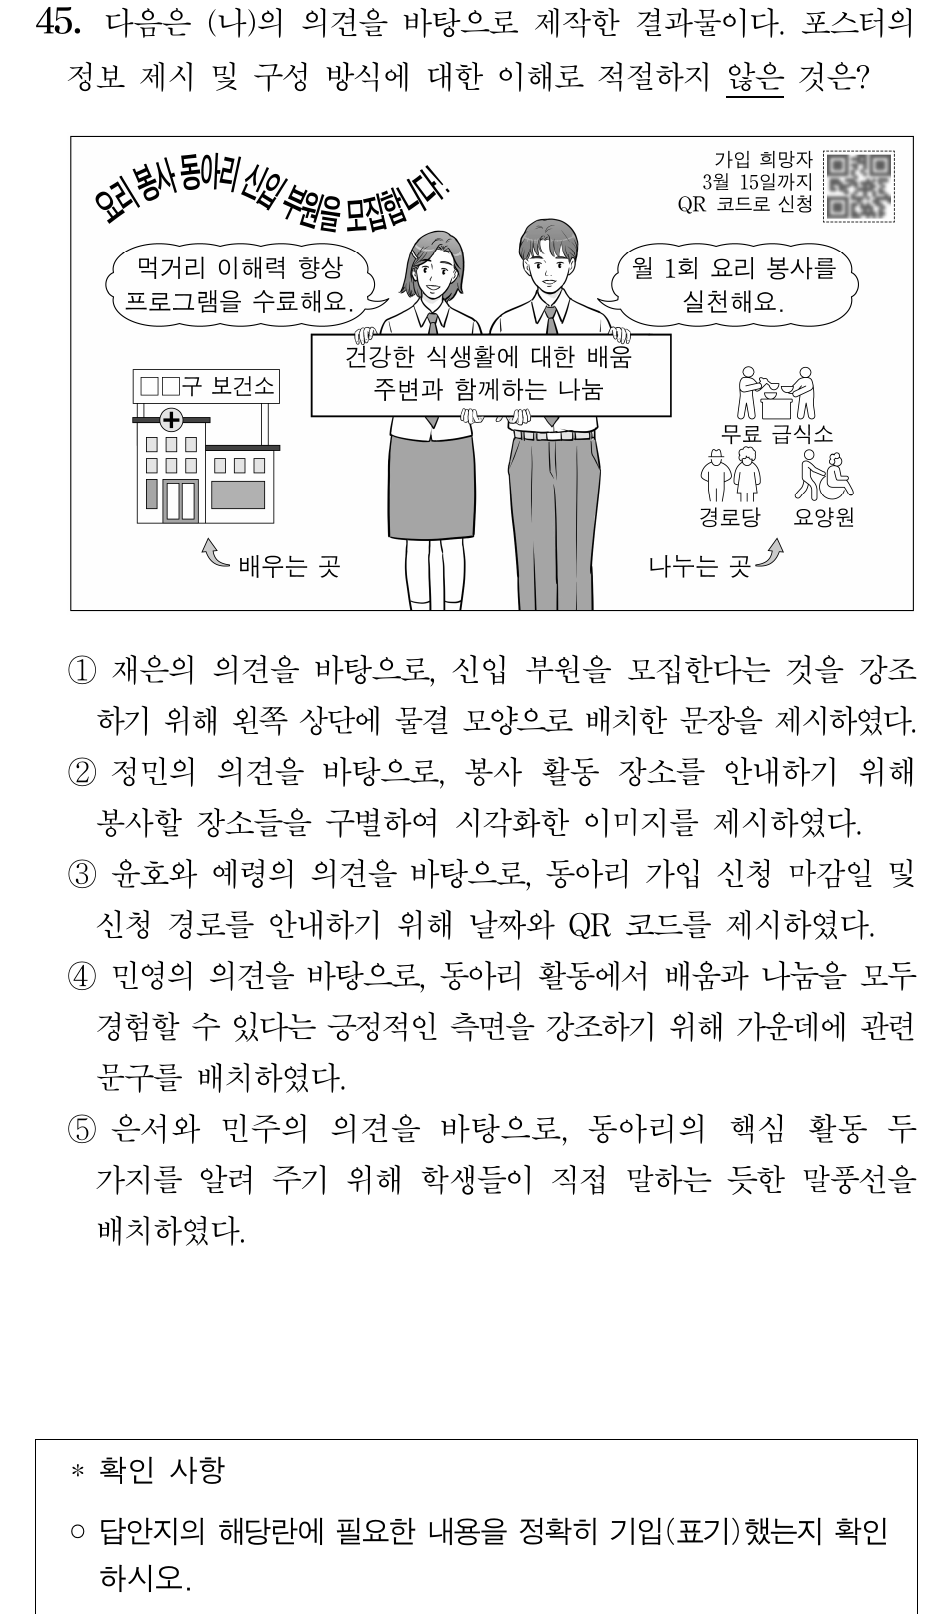 45. 다음은 (나)의 의견을 바탕으로 제작한 결과물이다. 포스터의
정보 제시 및 구성 방식에 대한 이해로 적절하지 않은 것은?
요리 봉사 동아리 신입 부원을 모집합니다!
가입 희망자
3월 15일까지
QR 코드로 신청
먹거리 이해력 향상
프로그램을 수료해요.
월 1회 요리 봉사를
실천해요.
건강한 식생활에 대한 배움
주변과 함께하는 나눔
□□구 보건소
무료 급식소
경로당 요양원
배우는 곳
나누는 곳
① 재은의 의견을 바탕으로, 신입 부원을 모집한다는 것을 강조
하기 위해 왼쪽 상단에 물결 모양으로 배치한 문장을 제시하였다.
② 정민의 의견을 바탕으로, 봉사 활동 장소를 안내하기 위해
봉사할 장소들을 구별하여 시각화한 이미지를 제시하였다.
③ 윤호와 예령의 의견을 바탕으로, 동아리 가입 신청 마감일 및
신청 경로를 안내하기 위해 날짜와 QR 코드를 제시하였다.
④ 민영의 의견을 바탕으로, 동아리 활동에서 배움과 나눔을 모두
경험할 수 있다는 긍정적인 측면을 강조하기 위해 가운데에 관련
문구를 배치하였다.
⑤ 은서와 민주의 의견을 바탕으로, 동아리의 핵심 활동 두
가지를 알려 주기 위해 학생들이 직접 말하는 듯한 말풍선을
배치하였다.
* 확인 사항
○ 답안지의 해당란에 필요한 내용을 정확히 기입(표기)했는지 확인
하시오.